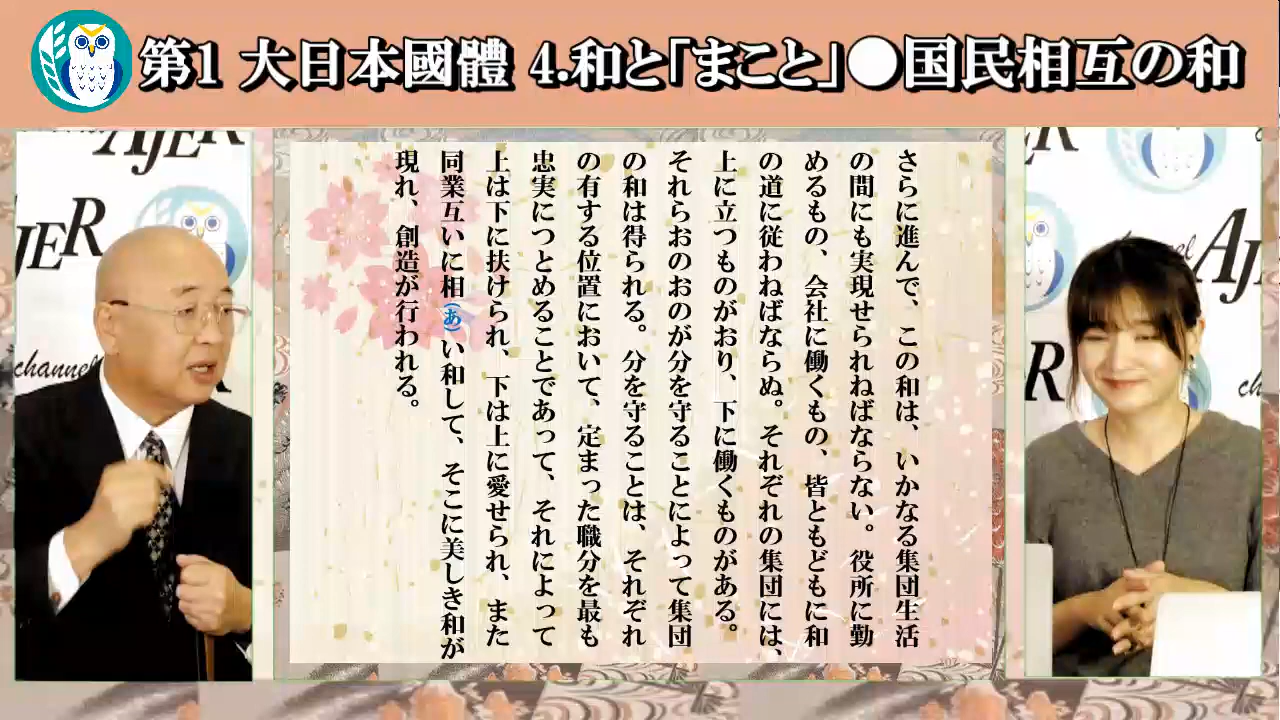 第1 大日本國體 4.和と「まこと」●国民相互の和
さらに進んで、この和は、いかなる集団生活
の間にも実現せられねばならない。役所に勤
めるもの、会社に働くもの、皆ともどもに和
の道に従わねばならぬ。それぞれの集団には、
上に立つものがおり、下に働くものがある。
それらおのおのが分を守ることによって集団
の和は得られる。分を守ることは、それぞれ
の有する位置において、定まった職分を最も
忠実につとめることであって、それによって
上は下に扶けられ、下は上に愛せられ、また
同業互いに相(あ)い和して、そこに美しき和が
現れ、創造が行われる。
AJER
AJER
channel
AJER
channel